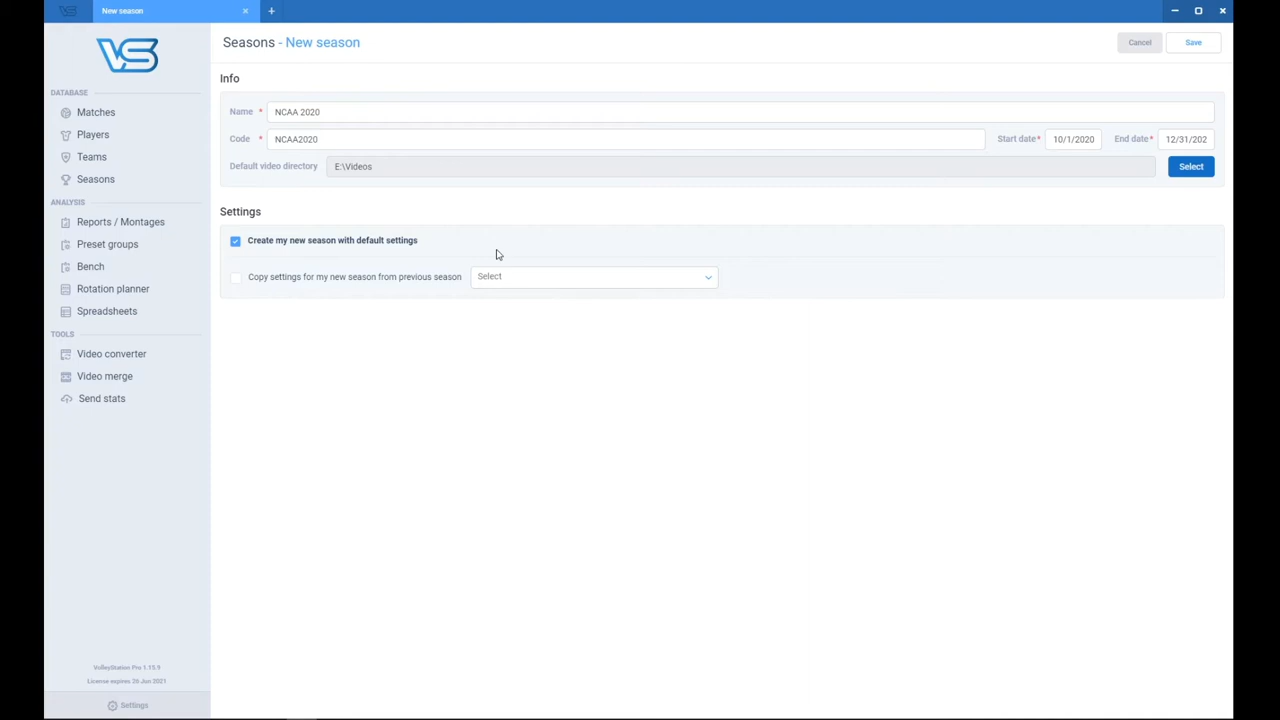 VS New season × +
VS
DATABASE
Matches
Players
Teams
Seasons
ANALYSIS
Reports / Montages
Preset groups
Bench
Rotation planner
Spreadsheets
TOOLS
Video converter
Video merge
Send stats
VolleyStation Pro 1.15.9
License expires 26 Jun 2021
Settings
Seasons - New season Cancel Save
Info
Name * NCAA 2020
Code * NCAA2020 Start date* 10/1/2020 End date* 12/31/202
Default video directory E:\Videos Select
Settings
Create my new season with default settings
Copy settings for my new season from previous season Select